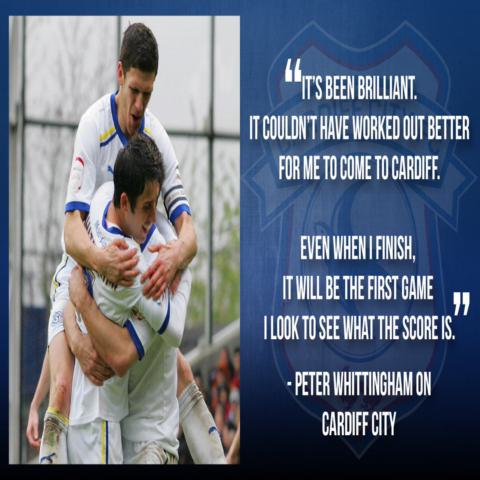 “IT'S BEEN BRILLIANT.
IT COULDN'T HAVE WORKED OUT BETTER
FOR ME TO COME TO CARDIFF.
EVEN WHEN I FINISH,
IT WILL BE THE FIRST GAME
I LOOK TO SEE WHAT THE SCORE IS.”
- PETER WHITTINGHAM ON
CARDIFF CITY